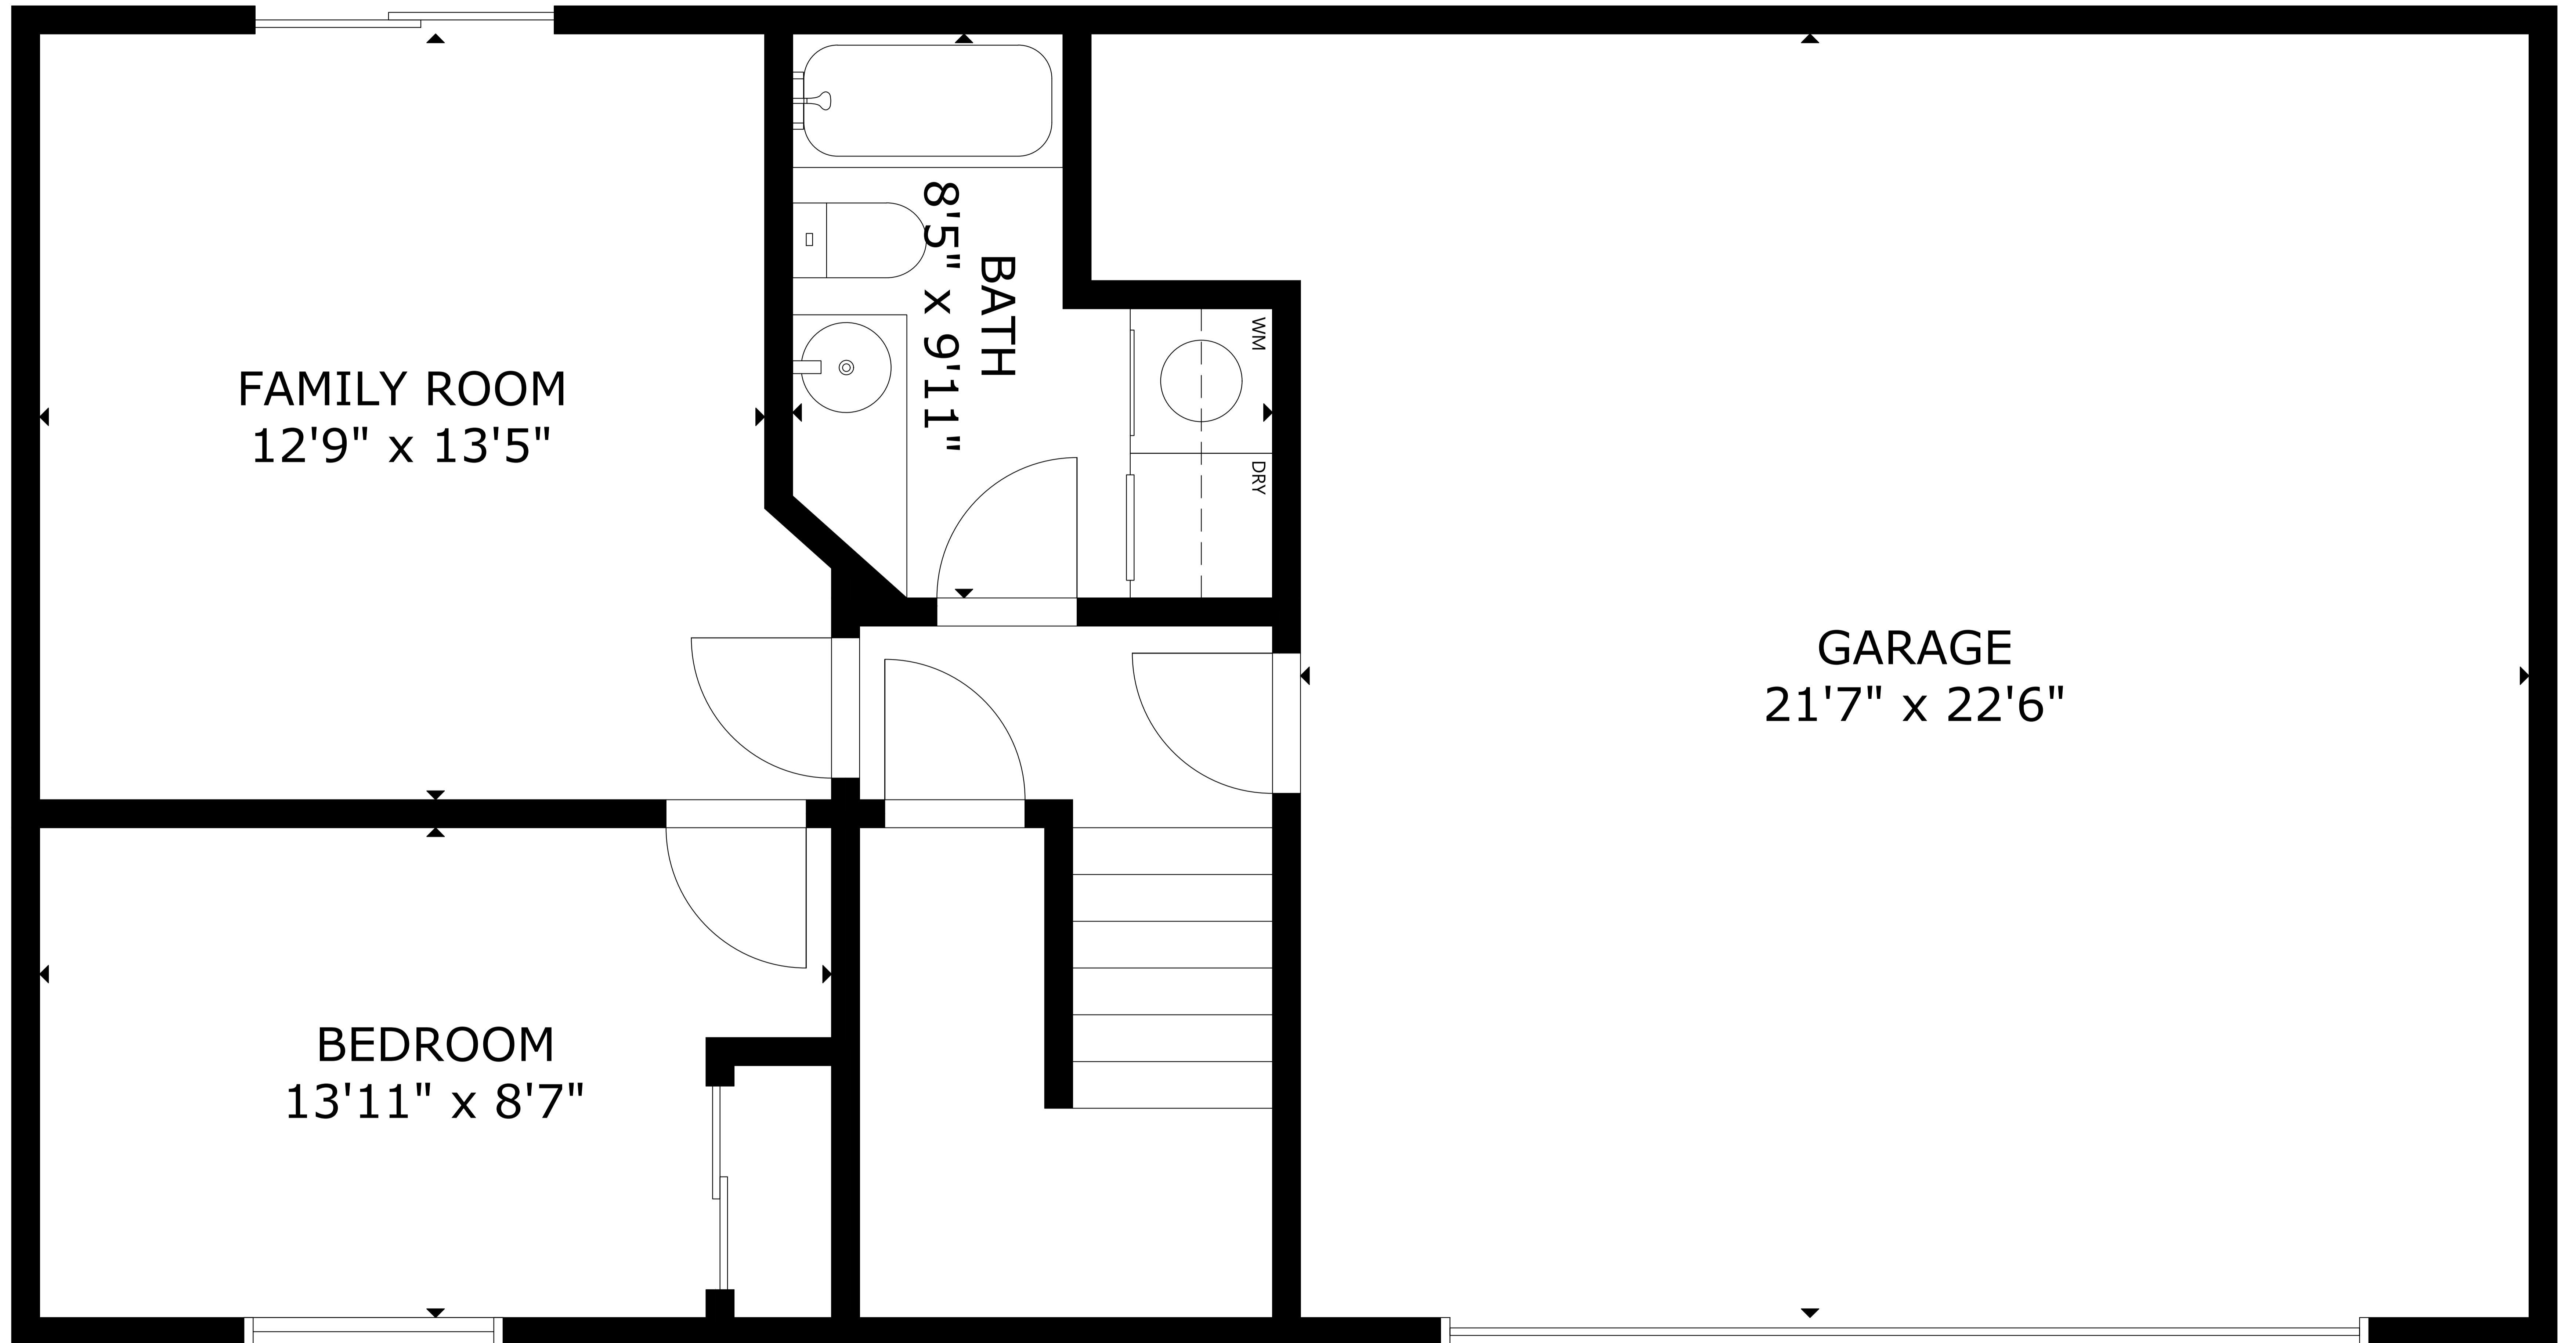 FAMILY ROOM
12'9" x 13'5"
BATH
8'5" x 9'11"
WM
DRY
GARAGE
21'7" x 22'6"
BEDROOM
13'11" x 8'7"